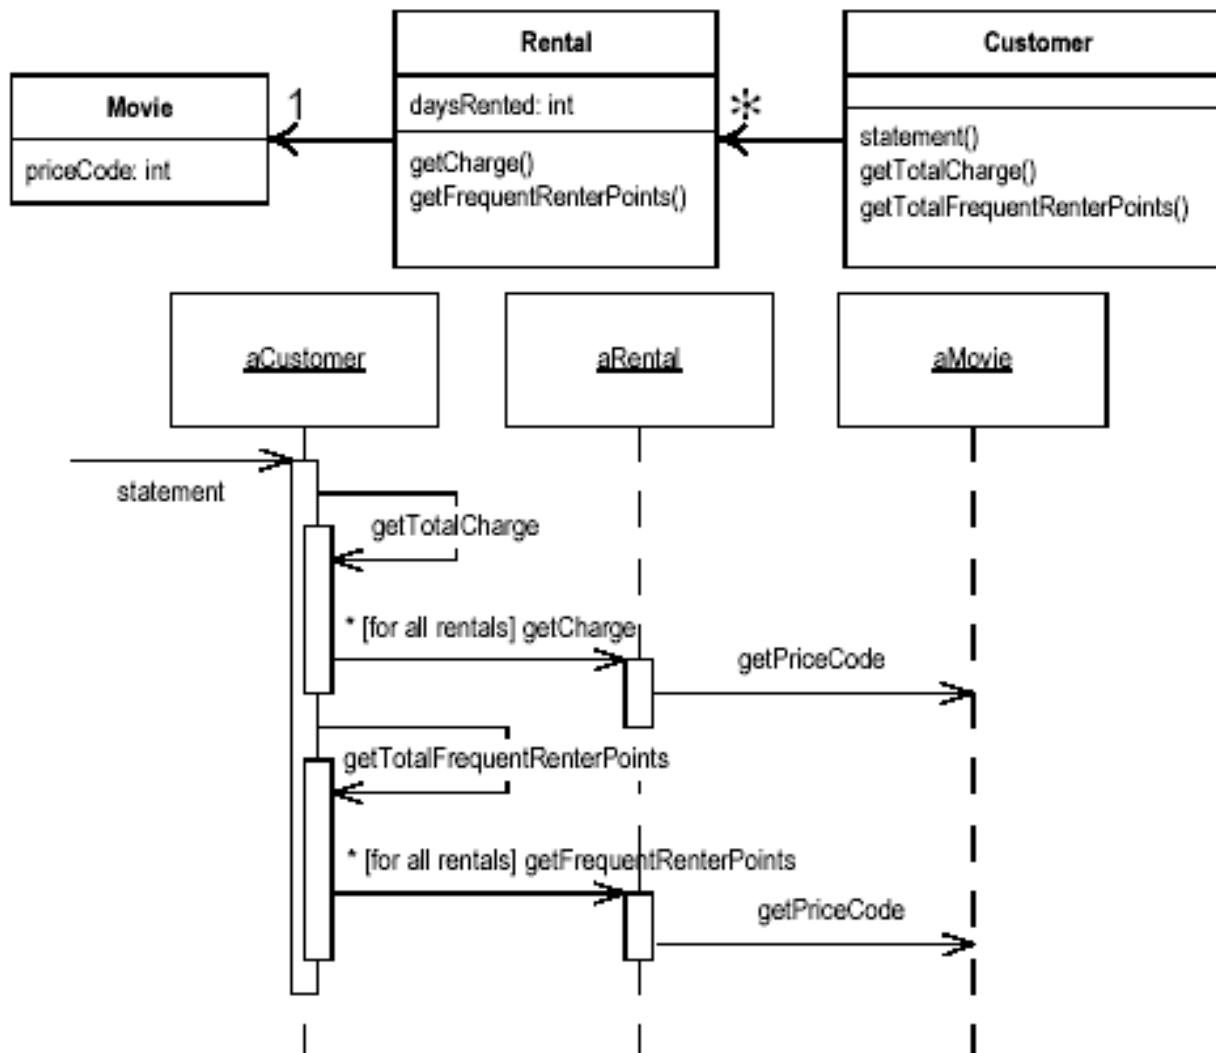 Rental
Customer
Movie
1
daysRented: int
*
priceCode: int
getCharge()
getFrequentRenterPoints()
statement()
getTotalCharge()
getTotalFrequentRenterPoints()
aCustomer
aRental
aMovie
statement
getTotalCharge
* [for all rentals] getCharge
getPriceCode
getTotalFrequentRenterPoints
* [for all rentals] getFrequentRenterPoints
getPriceCode